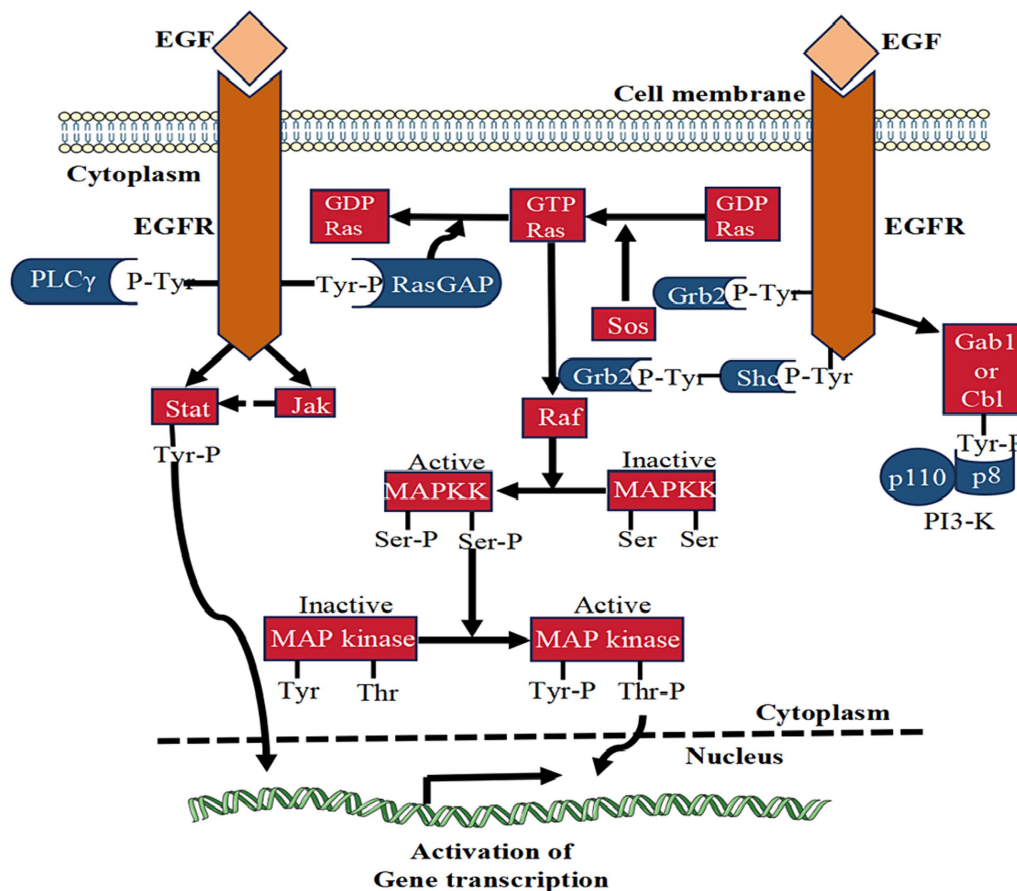 EGF
EGF
Cell membrane
Cytoplasm
EGFR
EGFR
GDP
Ras
GTP
Ras
GDP
Ras
PLCγ
P-Tyr
Tyr-P
RasGAP
Grb2
P-Tyr
Sos
Gab1
or
Cbl
Grb2
P-Tyr
Shc
P-Tyr
Stat
Jak
Raf
Tyr-P
Tyr-P
Active
Inactive
MAPKK
MAPKK
p110
p8
PI3-K
Ser-P
Ser-P
Ser
Ser
Inactive
Active
MAP kinase
MAP kinase
Tyr
Thr
Tyr-P
Thr-P
Cytoplasm
Nucleus
Activation of
Gene transcription